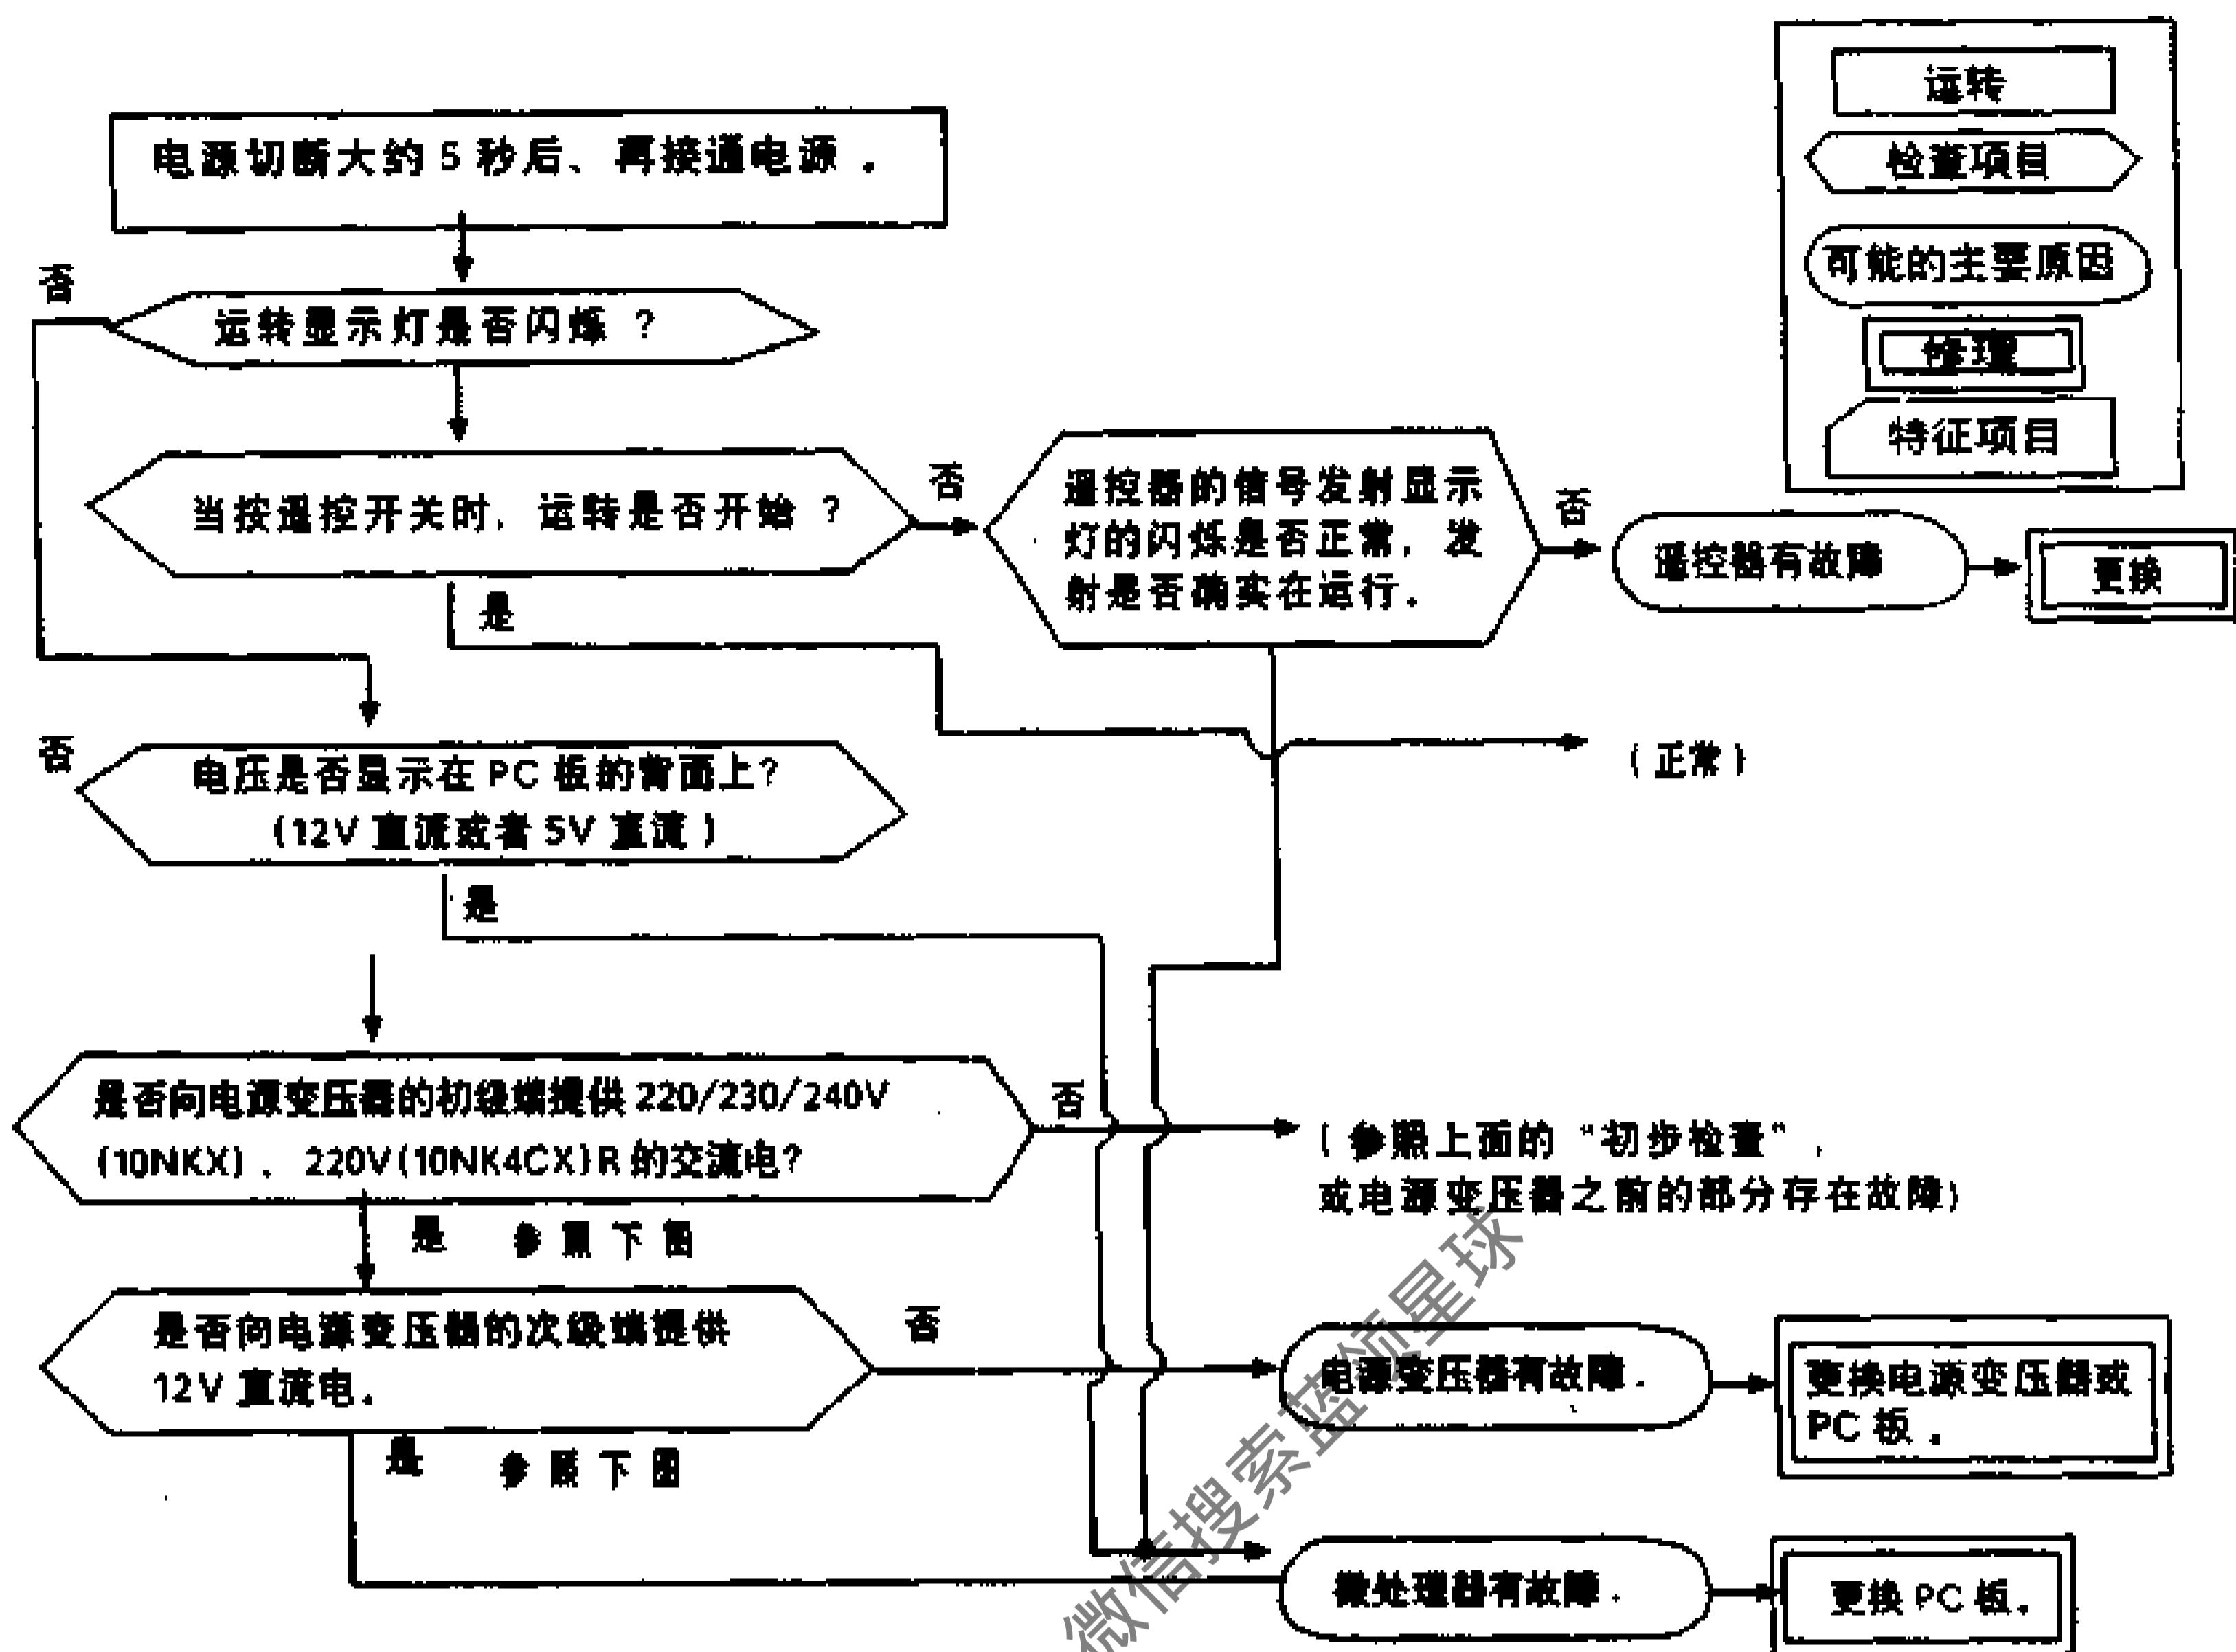 运转
检查项目
可能的主要原因
修理
特征项目
电源切断大约5秒后、再接通电源.
否
运转显示灯是否闪烁?
当按遥控开关时,运转是否开始?
否
是
遥控器的信号发射显示
灯的闪烁是否正常,发
射是否确实在运行.
否
遥控器有故障
更换
(正常)
否
电压是否显示在PC板的背面上?
(12V直流或者5V直流)
是
是否向电源变压器的初级端提供220/230/240V
(10NKX)、220V(10NK4CX)R的交流电?
否
(参照上面的“初步检查”,
或电源变压器之前的部分存在故障)
是 参照下图
是否向电源变压器的次级端提供
12V直流电.
否
电源变压器有故障.
更换电源变压器或
PC板.
是 参照下图
微处理器有故障.
更换PC板.
微信搜索蓝领星球